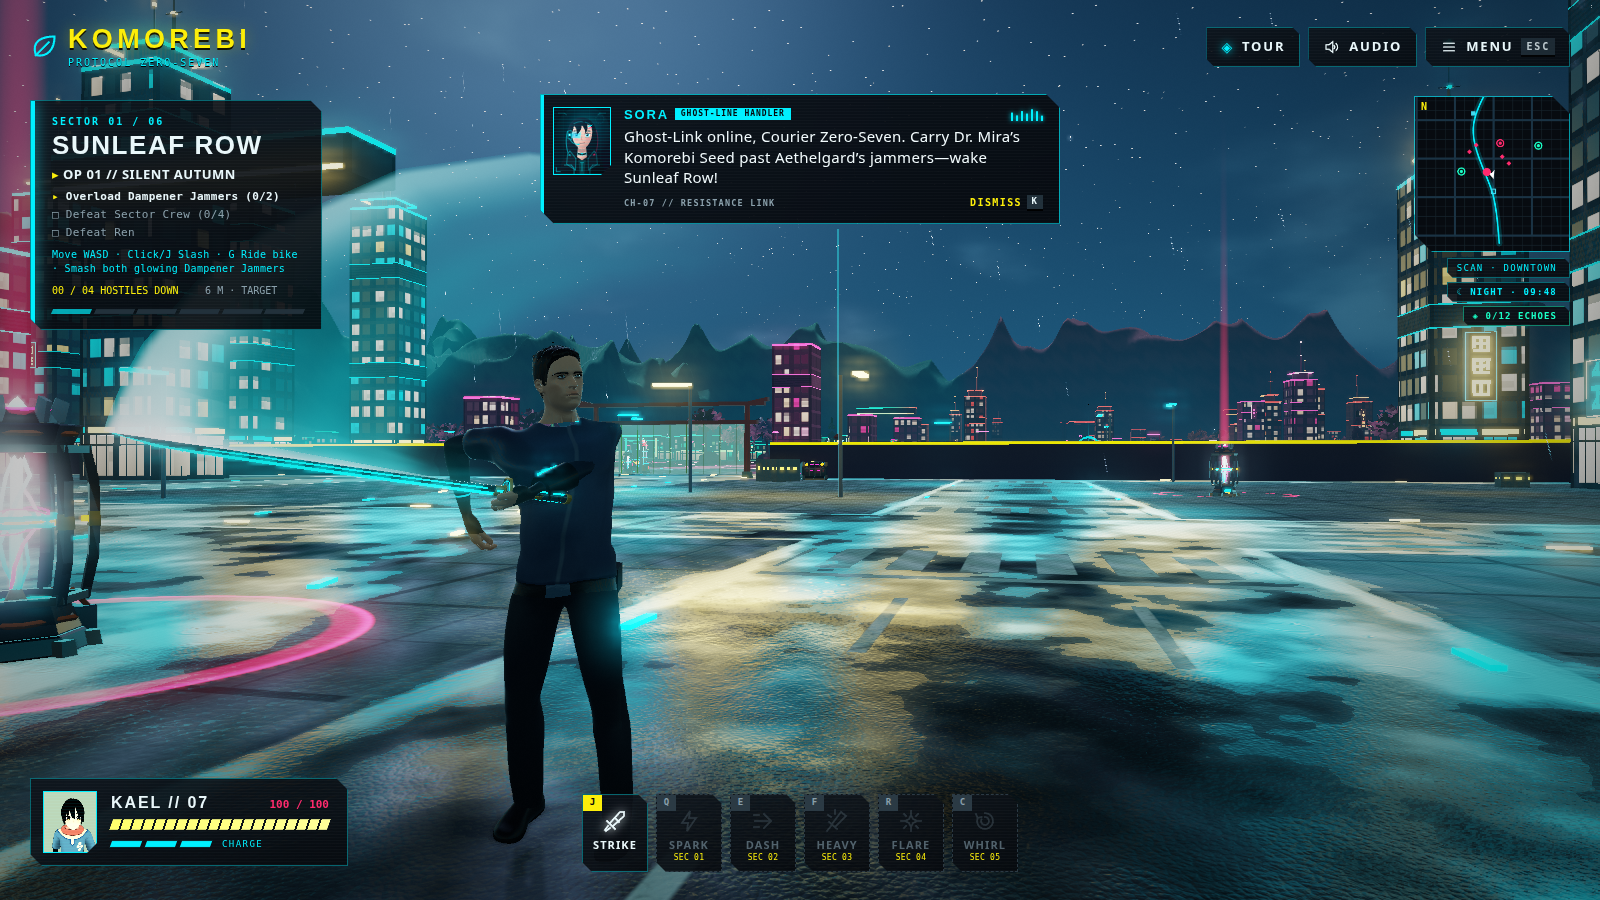 KOMOREBI
PROTOCOL ZERO-SEVEN
TOUR
AUDIO
MENU ESC
SECTOR 01 / 06
SUNLEAF ROW
▸ OP 01 // SILENT AUTUMN
▸ Overload Dampener Jammers (0/2)
□ Defeat Sector Crew (0/4)
□ Defeat Ren
Move WASD · Click/J Slash · G Ride bike
· Smash both glowing Dampener Jammers
00 / 04 HOSTILES DOWN 6 M · TARGET
SORA GHOST-LINE HANDLER
Ghost-Link online, Courier Zero-Seven. Carry Dr. Mira’s
Komorebi Seed past Aethelgard’s jammers—wake
Sunleaf Row!
CH-07 // RESISTANCE LINK
DISMISS K
N
SCAN · DOWNTOWN
☾ NIGHT · 09:48
◈ 0/12 ECHOES
KAEL // 07 100 / 100
CHARGE
J
STRIKE
Q
SPARK
SEC 01
E
DASH
SEC 02
F
HEAVY
SEC 03
R
FLARE
SEC 04
C
WHIRL
SEC 05